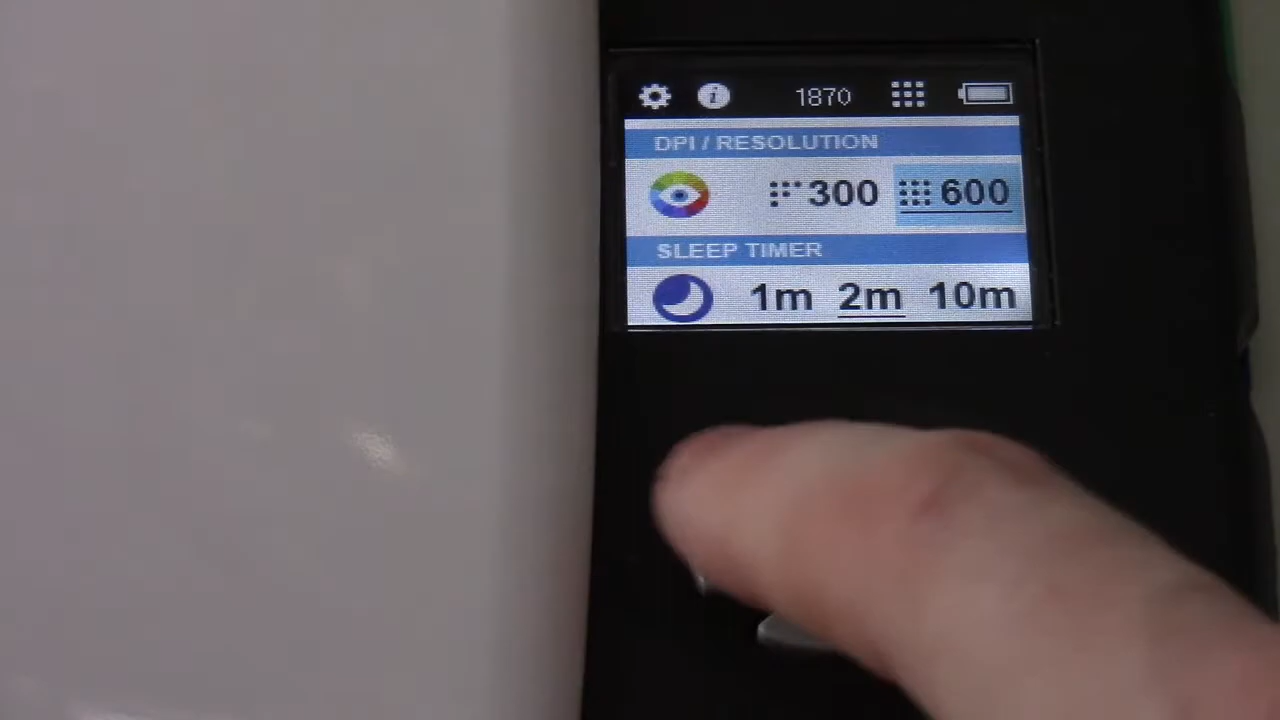 i 1870
DPI / RESOLUTION
300 600
SLEEP TIMER
1m 2m 10m